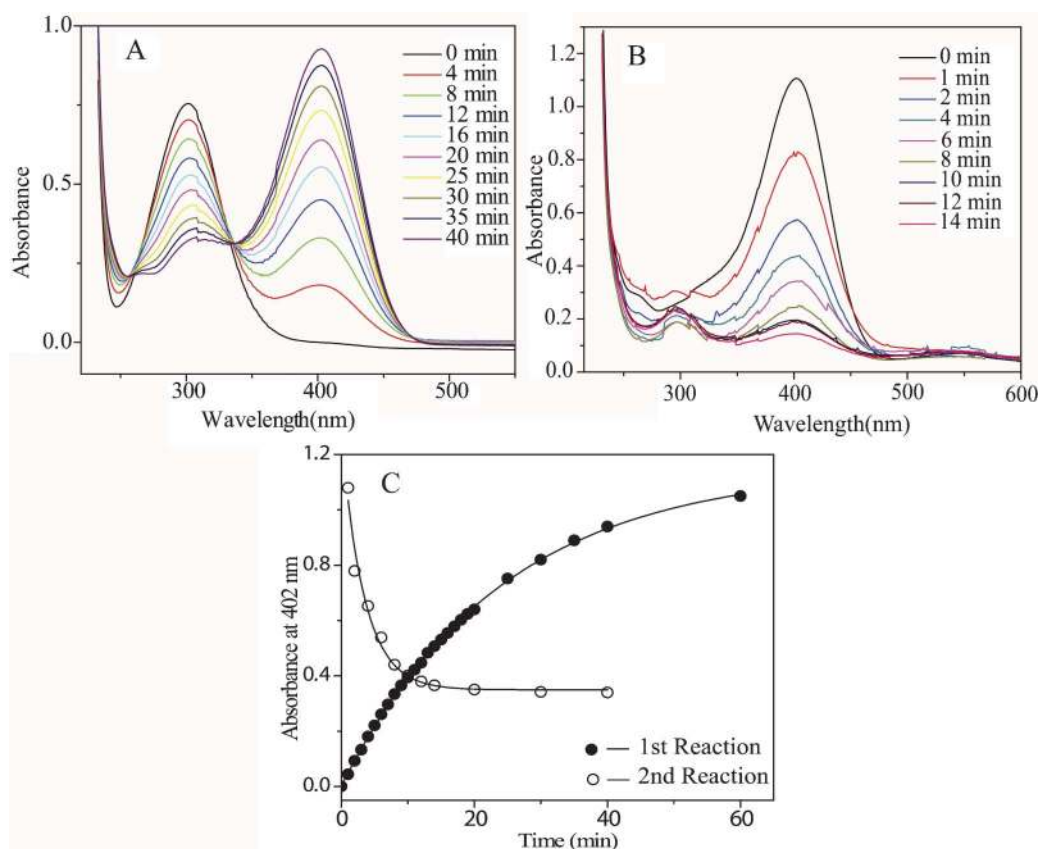 A
0 min
4 min
8 min
12 min
16 min
20 min
25 min
30 min
35 min
40 min
1.0
0.5
0.0
Absorbance
300
400
500
Wavelength(nm)
B
0 min
1 min
2 min
4 min
6 min
8 min
10 min
12 min
14 min
1.2
1.0
0.8
0.6
0.4
0.2
0.0
Absorbance
300
400
500
600
Wavelength(nm)
C
1.2
0.8
0.4
0.0
Absorbance at 402 nm
1st Reaction
2nd Reaction
0
20
40
60
Time (min)